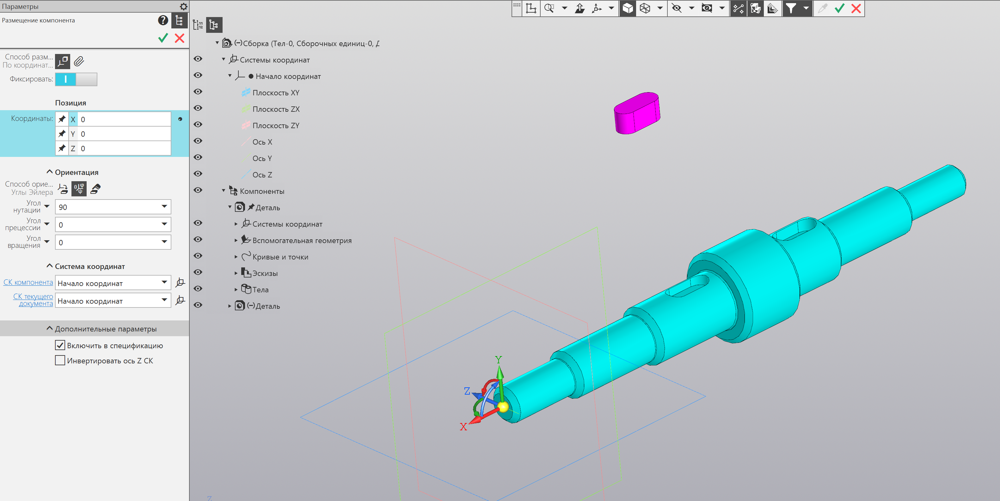 Параметры
Размещение компонента
Способ разм...
По координат...
Фиксировать:
Позиция
Координаты:
X 0
Y 0
Z 0
Ориентация
Способ орие...
Углы Эйлера
Угол нутации
90
Угол прецессии
0
Угол вращения
0
Система координат
СК компонента
Начало координат
СК текущего документа
Начало координат
Дополнительные параметры
Включить в спецификацию
Инвертировать ось Z СК
(−)Сборка (Тел-0, Сборочных единиц-0, Д
Системы координат
Начало координат
Плоскость XY
Плоскость ZX
Плоскость ZY
Ось X
Ось Y
Ось Z
Компоненты
Деталь
Системы координат
Вспомогательная геометрия
Кривые и точки
Эскизы
Тела
(−)Деталь
Y
Z
X
Z